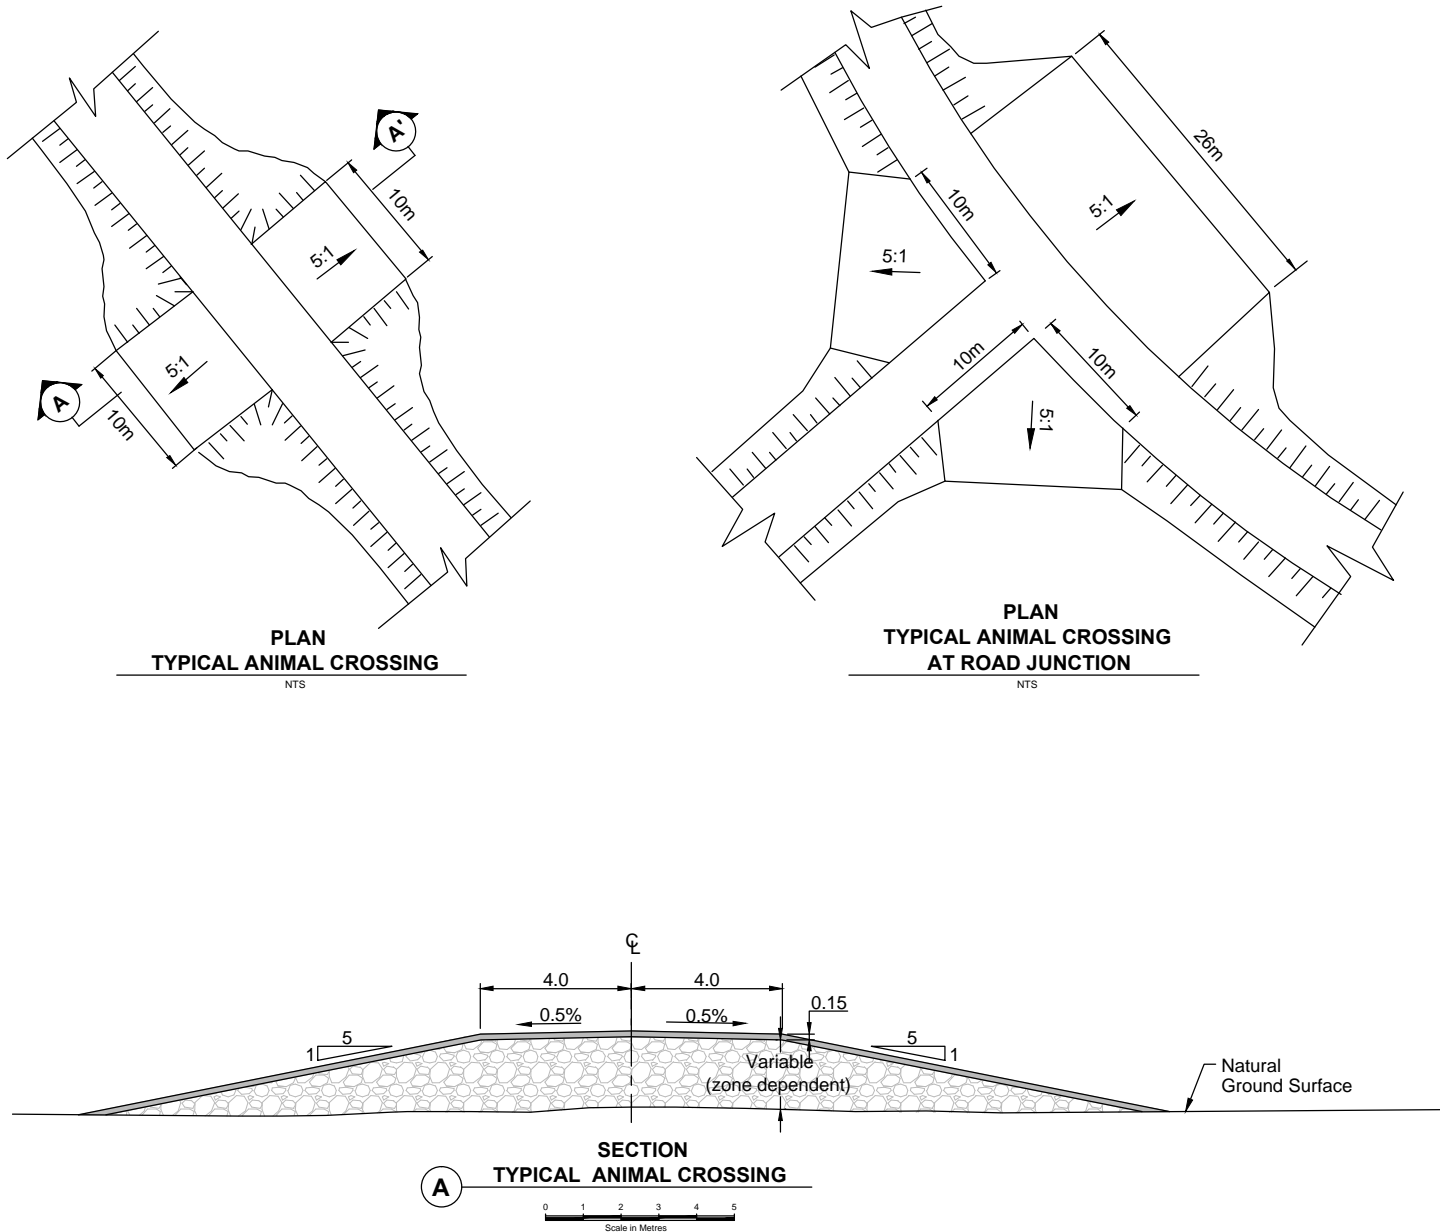 A'
10m
5:1
5:1
A
10m
PLAN
TYPICAL ANIMAL CROSSING
NTS
26m
5:1
10m
5:1
10m
10m
5:1
PLAN
TYPICAL ANIMAL CROSSING
AT ROAD JUNCTION
NTS
CL
4.0 4.0
0.15
0.5% 0.5%
5 5
1 1
Variable
(zone dependent)
Natural
Ground Surface
SECTION
A TYPICAL ANIMAL CROSSING
0 1 2 3 4 5
Scale in Metres